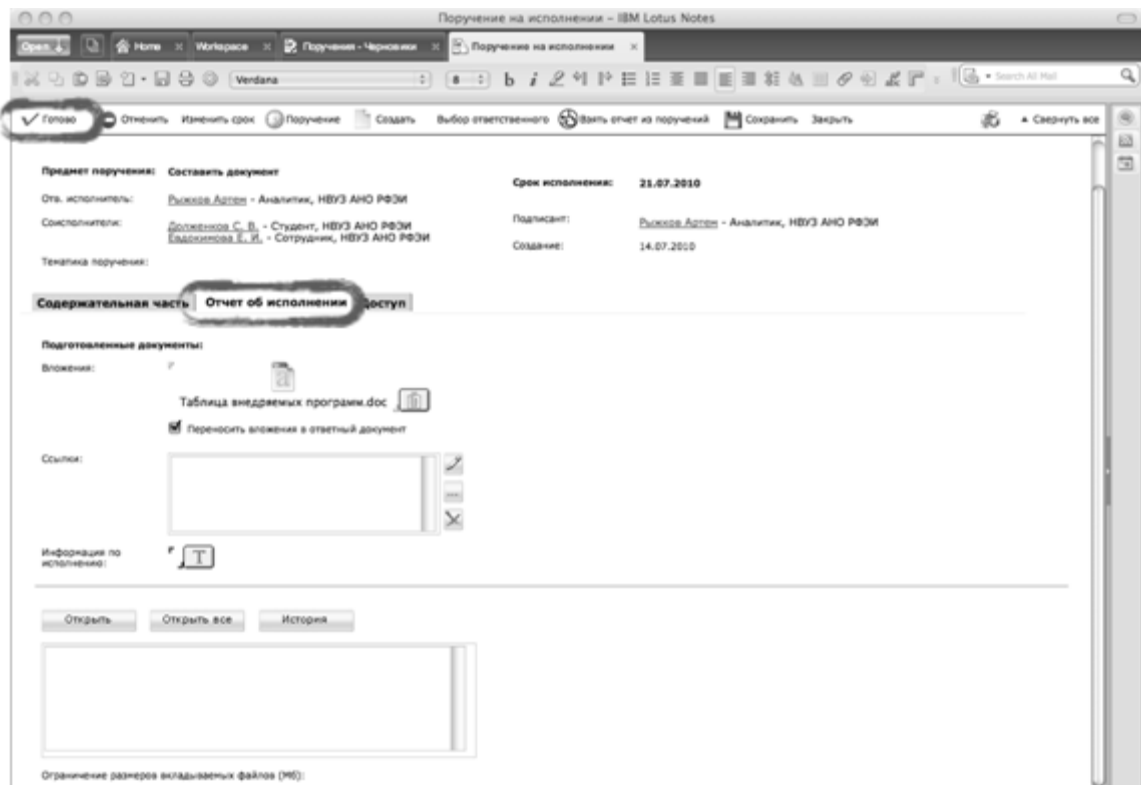 Поручение на исполнении – IBM Lotus Notes
Open Home Workspace Поручения - Черновики Поручение на исполнении
Verdana 8 b i Search All Mail
Готово Отменить Изменить срок Поручение Создать Выбор ответственного Взять отчет из поручений Сохранить Закрыть Свернуть все
Предмет поручения: Составить документ Срок исполнения: 21.07.2010
Отв. исполнитель: Рыжков Артем - Аналитик, НВУЗ АНО РФЭИ
Соисполнители: Долженков С. В. - Студент, НВУЗ АНО РФЭИ Подписант: Рыжков Артем - Аналитик, НВУЗ АНО РФЭИ
Евдокимова Е. И. - Сотрудник, НВУЗ АНО РФЭИ
Создание: 14.07.2010
Тематика поручения:
Содержательная часть Отчет об исполнении Доступ
Подготовленные документы:
Вложения:
a
Таблица внедряемых программ.doc
Переносить вложения в ответный документ
Ссылки:
...
Информация по
исполнению:
T
Открыть Открыть все История
Ограничение размеров вкладываемых файлов (Мб):